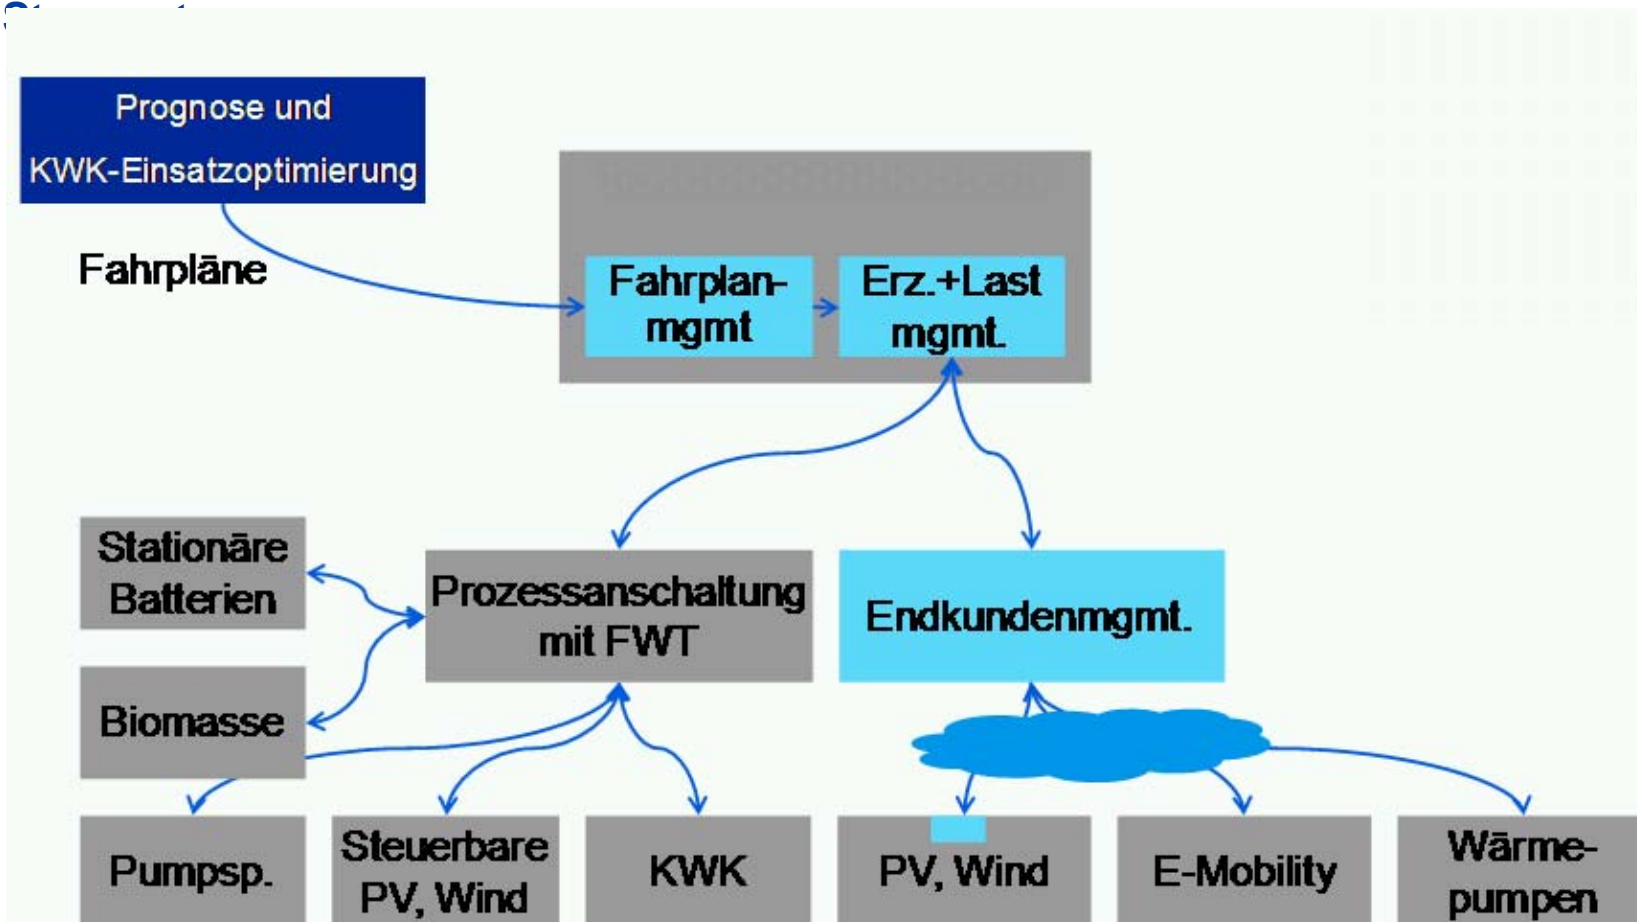 Prognose und
KWK-Einsatzoptimierung
Fahrpläne
Fahrplan-
mgmt
Erz.+Last
mgmt.
Stationäre
Batterien
Prozessanschaltung
mit FWT
Endkundenmgmt.
Biomasse
Pumpsp.
Steuerbare
PV, Wind
KWK
PV, Wind
E-Mobility
Wärme-
pumpen